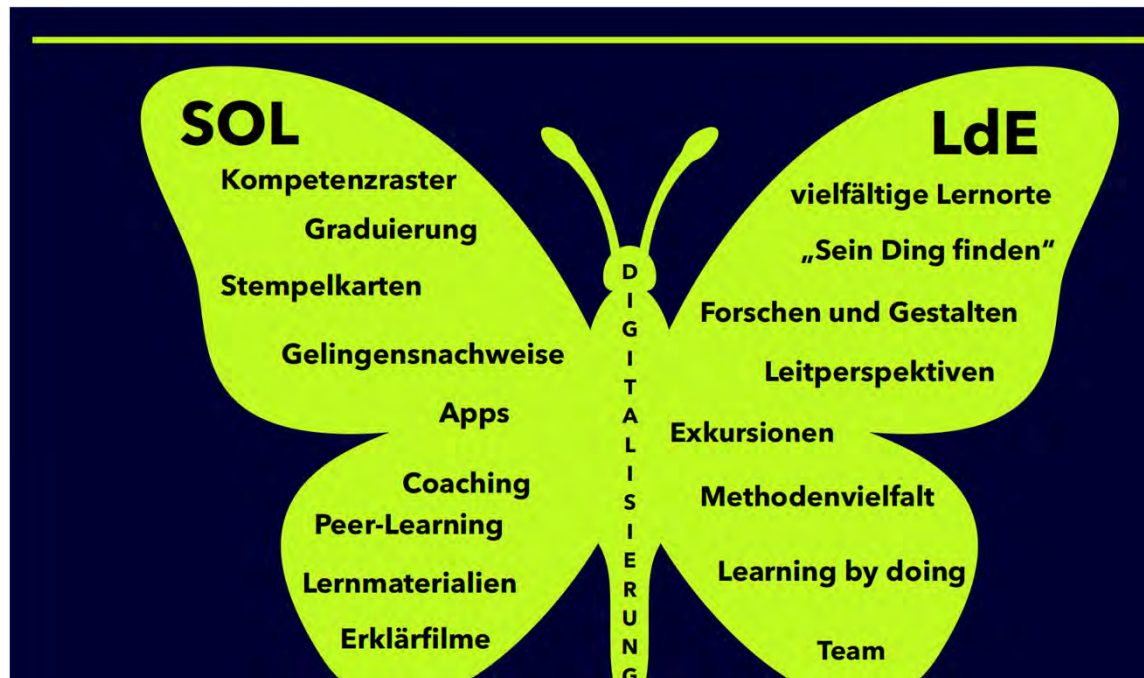 SOL
Kompetenzraster
Graduierung
Stempelkarten
Gelingensnachweise
Apps
Coaching
Peer-Learning
Lernmaterialien
Erklärfilme
DIGITALISIERUNG
LdE
vielfältige Lernorte
„Sein Ding finden“
Forschen und Gestalten
Leitperspektiven
Exkursionen
Methodenvielfalt
Learning by doing
Team